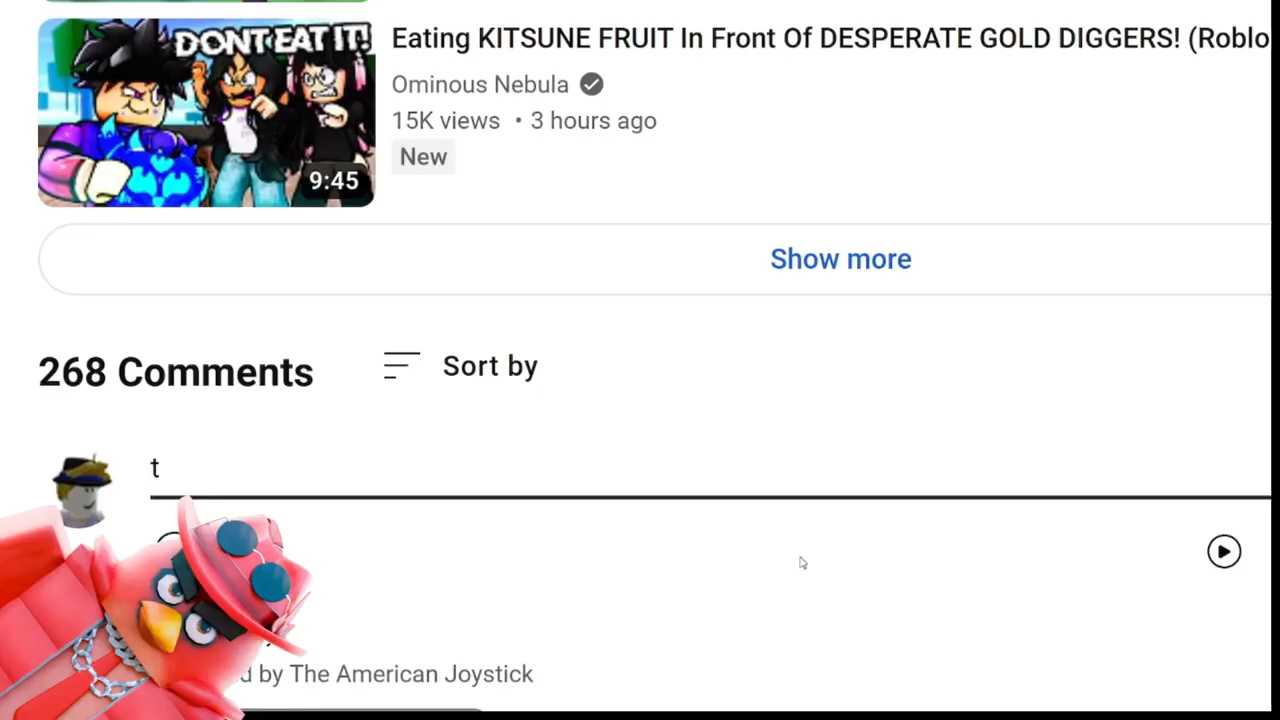 DONT EAT IT!
9:45
Eating KITSUNE FRUIT In Front Of DESPERATE GOLD DIGGERS! (Roblo
Ominous Nebula
15K views • 3 hours ago
New
Show more
268 Comments
Sort by
t
d by The American Joystick